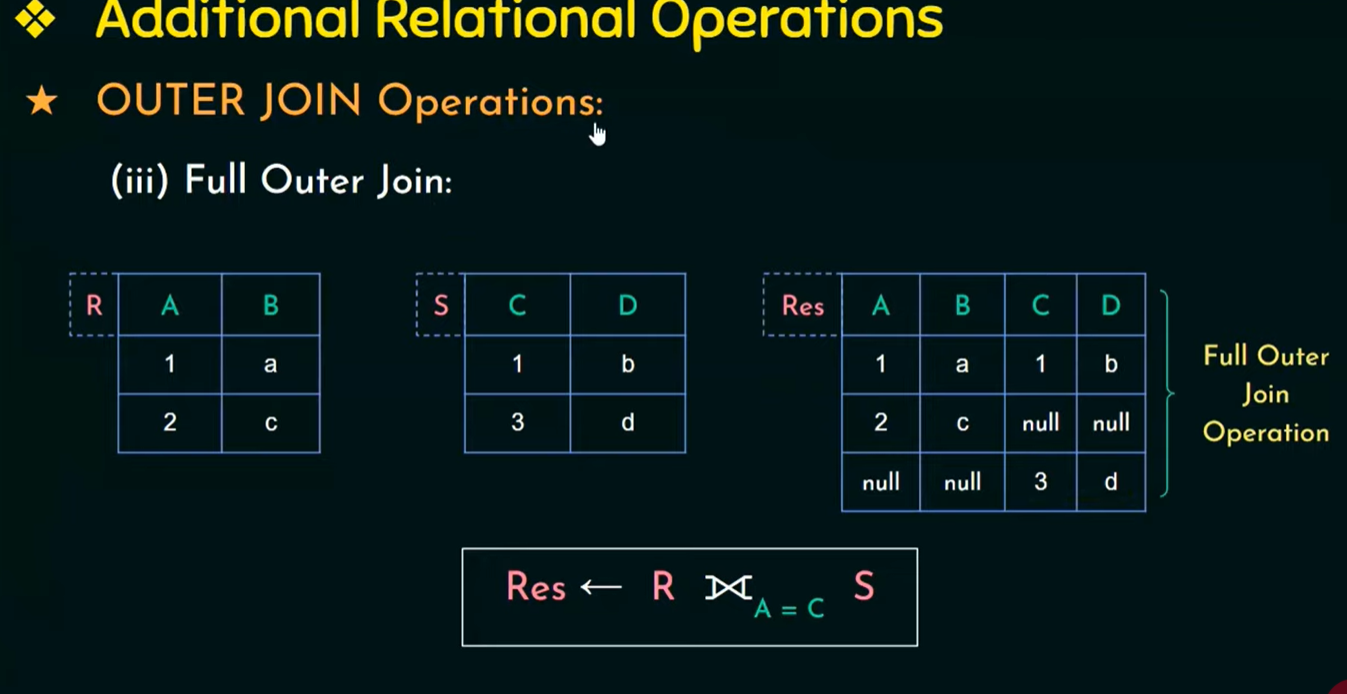 ❖ Additional Relational Operations
★ OUTER JOIN Operations:
(iii) Full Outer Join:
R A B
1 a
2 c
S C D
1 b
3 d
Res A B C D
1 a 1 b
2 c null null
null null 3 d
Full Outer
Join
Operation
Res ← R ⟗ A = C S